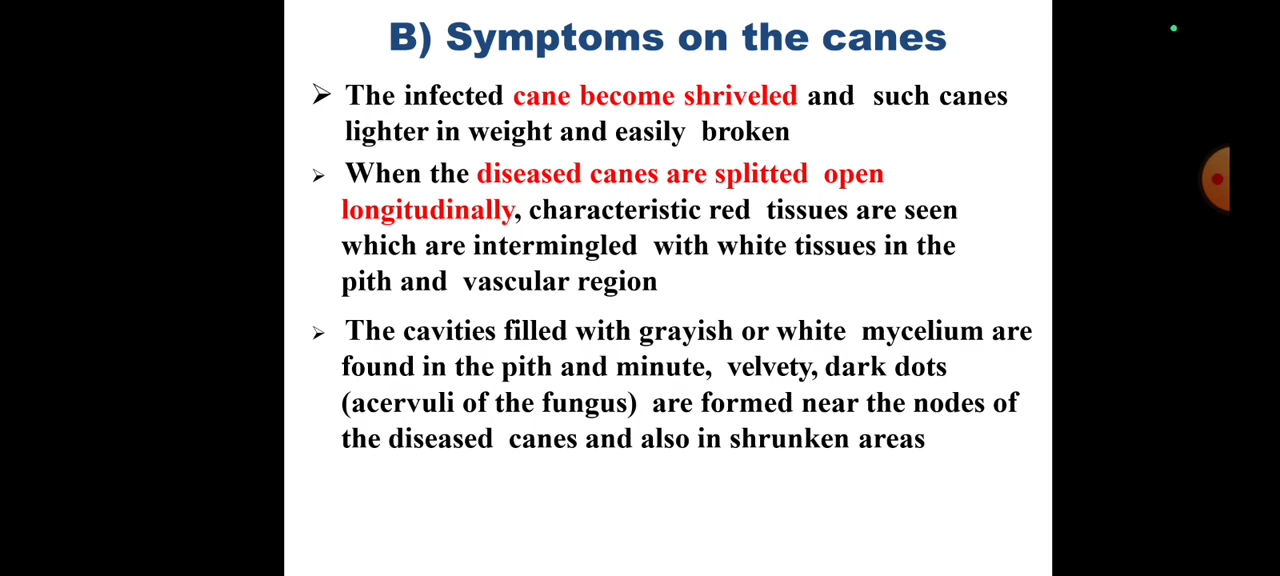 B) Symptoms on the canes
➢ The infected cane become shriveled and such canes
lighter in weight and easily broken
➢ When the diseased canes are splitted open
longitudinally, characteristic red tissues are seen
which are intermingled with white tissues in the
pith and vascular region
➢ The cavities filled with grayish or white mycelium are
found in the pith and minute, velvety, dark dots
(acervuli of the fungus) are formed near the nodes of
the diseased canes and also in shrunken areas